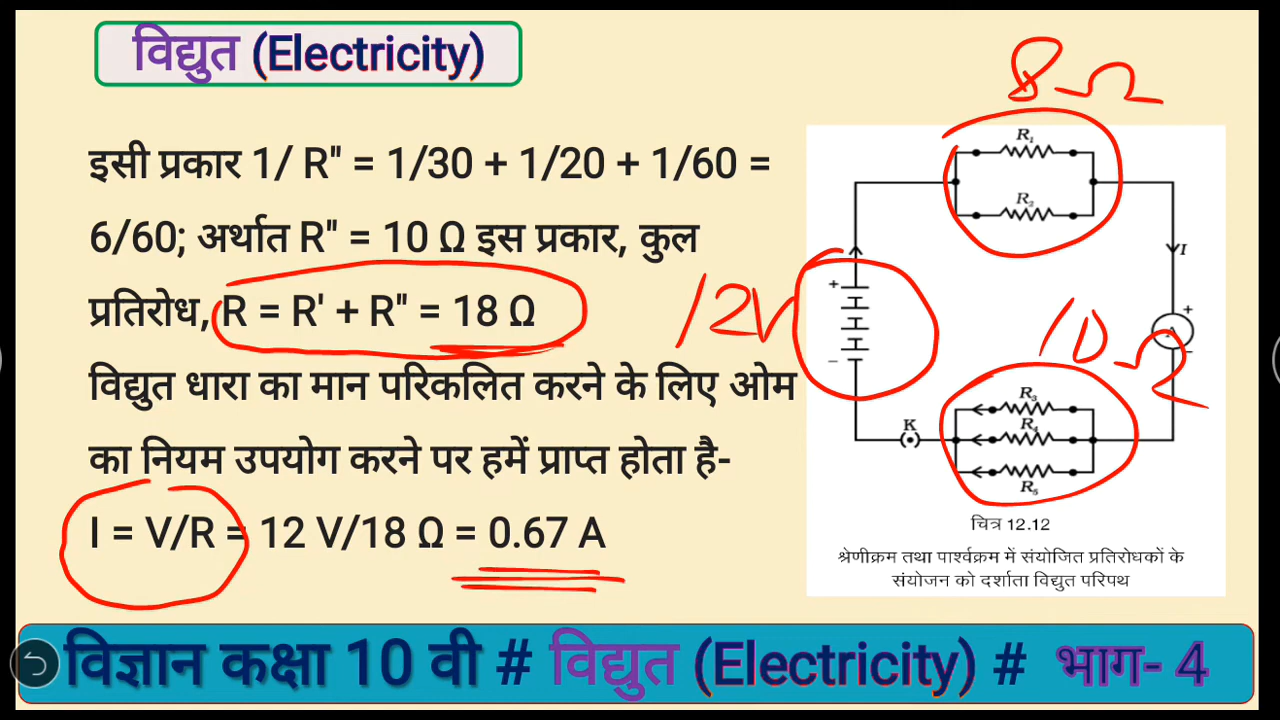 विद्युत (Electricity)
इसी प्रकार 1/ R" = 1/30 + 1/20 + 1/60 =
6/60; अर्थात R" = 10 Ω इस प्रकार, कुल
प्रतिरोध, R = R' + R" = 18 Ω
विद्युत धारा का मान परिकलित करने के लिए ओम
का नियम उपयोग करने पर हमें प्राप्त होता है-
I = V/R = 12 V/18 Ω = 0.67 A
8 Ω
R₁
R₂
I
12V
+
−
+
A
−
10 Ω
K
R₃
R₄
R₅
चित्र 12.12
श्रेणीक्रम तथा पार्श्वक्रम में संयोजित प्रतिरोधकों के
संयोजन को दर्शाता विद्युत परिपथ
विज्ञान कक्षा 10 वी # विद्युत (Electricity) # भाग- 4